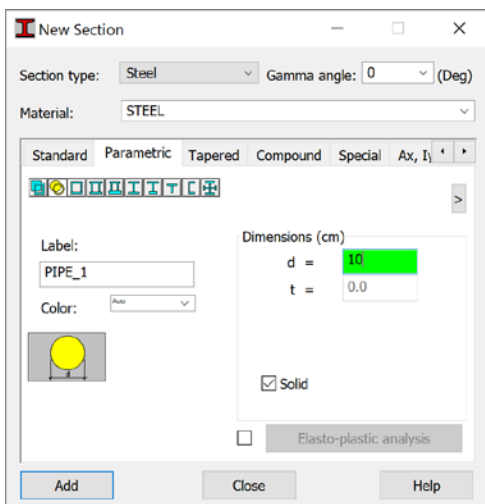 New Section
Section type: Steel Gamma angle: 0 (Deg)
Material: STEEL
Standard Parametric Tapered Compound Special Ax, Iy
>
Dimensions (cm)
Label: d = 10
PIPE_1 t = 0.0
Color: Auto
d
Solid
Elasto-plastic analysis
Add Close Help